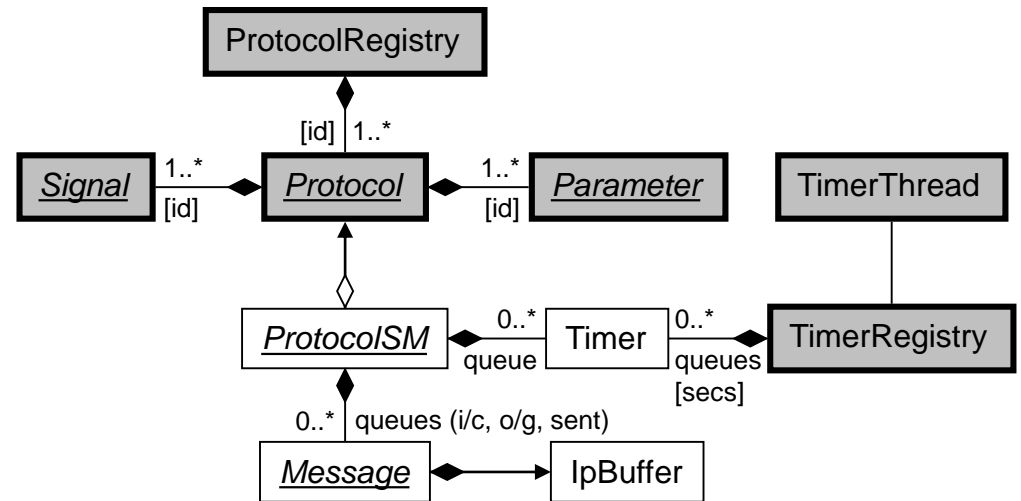 ProtocolRegistry
[id] 1..*
1..* 1..*
Signal Protocol Parameter TimerThread
[id] [id]
0..* 0..*
ProtocolSM Timer TimerRegistry
queue queues
[secs]
0..* queues (i/c, o/g, sent)
Message IpBuffer